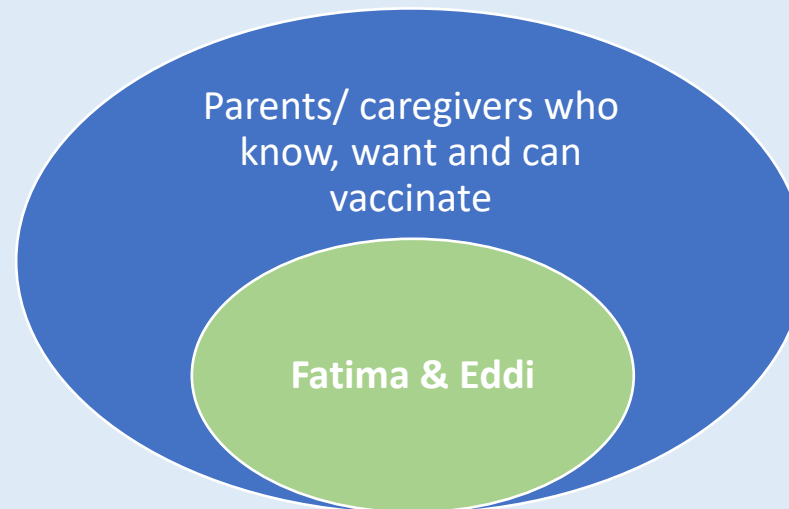 Parents/ caregivers who
know, want and can
vaccinate
Fatima & Eddi